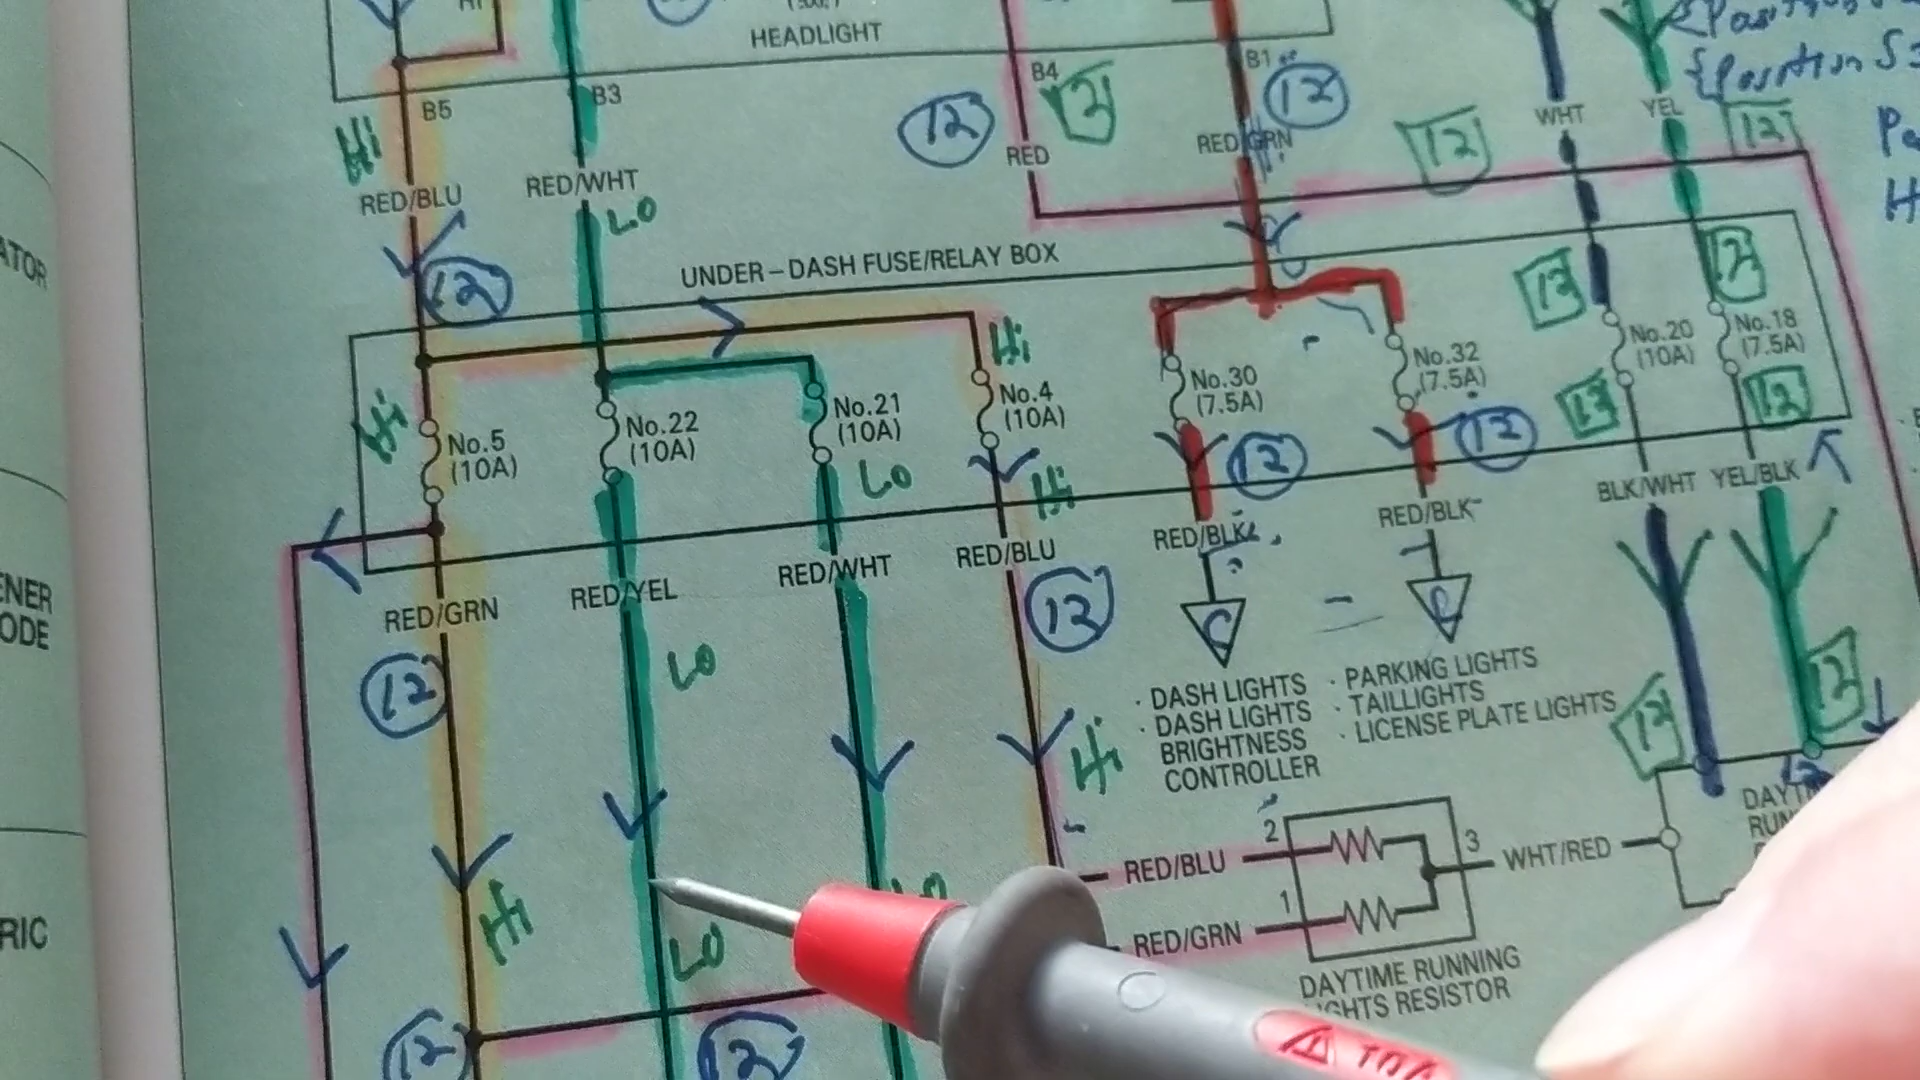 HEADLIGHT
B5
B3
B4
B1
12
12
12
Hi
RED/BLU
RED/WHT
LO
RED
RED/GRN
WHT
YEL
12
12
UNDER-DASH FUSE/RELAY BOX
12
Hi
Hi
No.5
(10A)
No.22
(10A)
No.21
(10A)
No.4
(10A)
No.30
(7.5A)
No.32
(7.5A)
No.20
(10A)
No.18
(7.5A)
12
12
12
LO
Hi
12
12
RED/GRN
RED/YEL
RED/WHT
RED/BLU
RED/BLK
RED/BLK
BLK/WHT
YEL/BLK
12
LO
12
Hi
C
· DASH LIGHTS
· DASH LIGHTS
BRIGHTNESS
CONTROLLER
· PARKING LIGHTS
· TAILLIGHTS
· LICENSE PLATE LIGHTS
12
12
Hi
LO
LO
2
RED/BLU
3
WHT/RED
1
RED/GRN
DAYTIME RUNNING
LIGHTS RESISTOR
12
12
ATOR
ENER
ODE
RIC